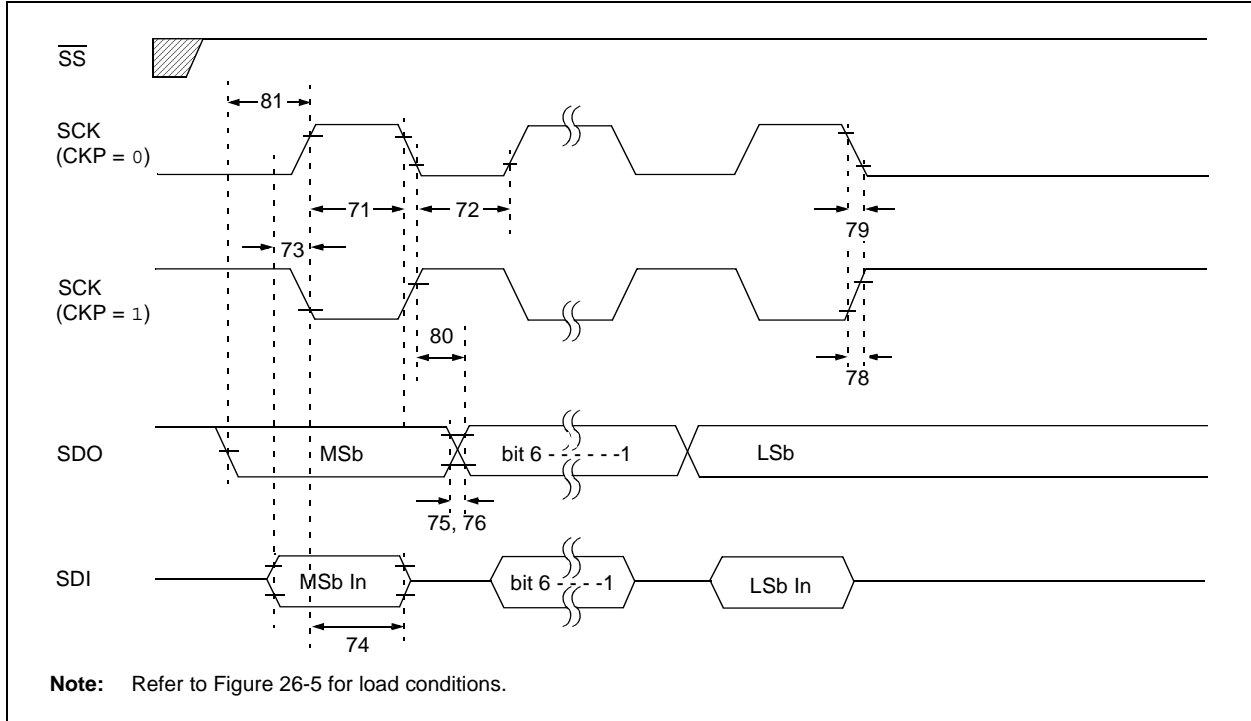 SS
81
SCK
(CKP = 0)
71
72
79
73
SCK
(CKP = 1)
80
78
SDO
MSb
bit 6 - - - - - -1
LSb
75, 76
SDI
MSb In
bit 6 - - - - -1
LSb In
74
Note: Refer to Figure 26-5 for load conditions.